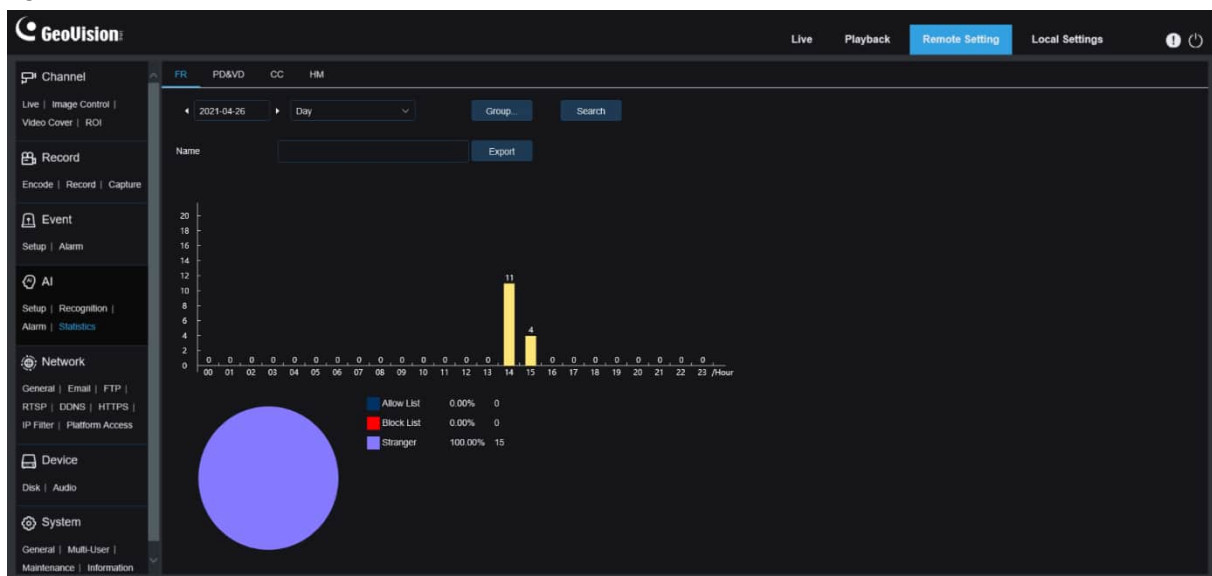 GeoVision
Live Playback Remote Setting Local Settings
Channel
Live | Image Control |
Video Cover | ROI
Record
Encode | Record | Capture
Event
Setup | Alarm
AI
Setup | Recognition |
Alarm | Statistics
Network
General | Email | FTP |
RTSP | DDNS | HTTPS |
IP Filter | Platform Access
Device
Disk | Audio
System
General | Multi-User |
Maintenance | Information
FR PD&VD CC HM
2021-04-26 Day Group... Search
Name Export
20
18
16
14
12
10
8
6
4
2
0
11
4
0 0 0 0 0 0 0 0 0 0 0 0 0 0 0 0 0 0 0 0 0 0
00 01 02 03 04 05 06 07 08 09 10 11 12 13 14 15 16 17 18 19 20 21 22 23 /Hour
Allow List 0.00% 0
Block List 0.00% 0
Stranger 100.00% 15